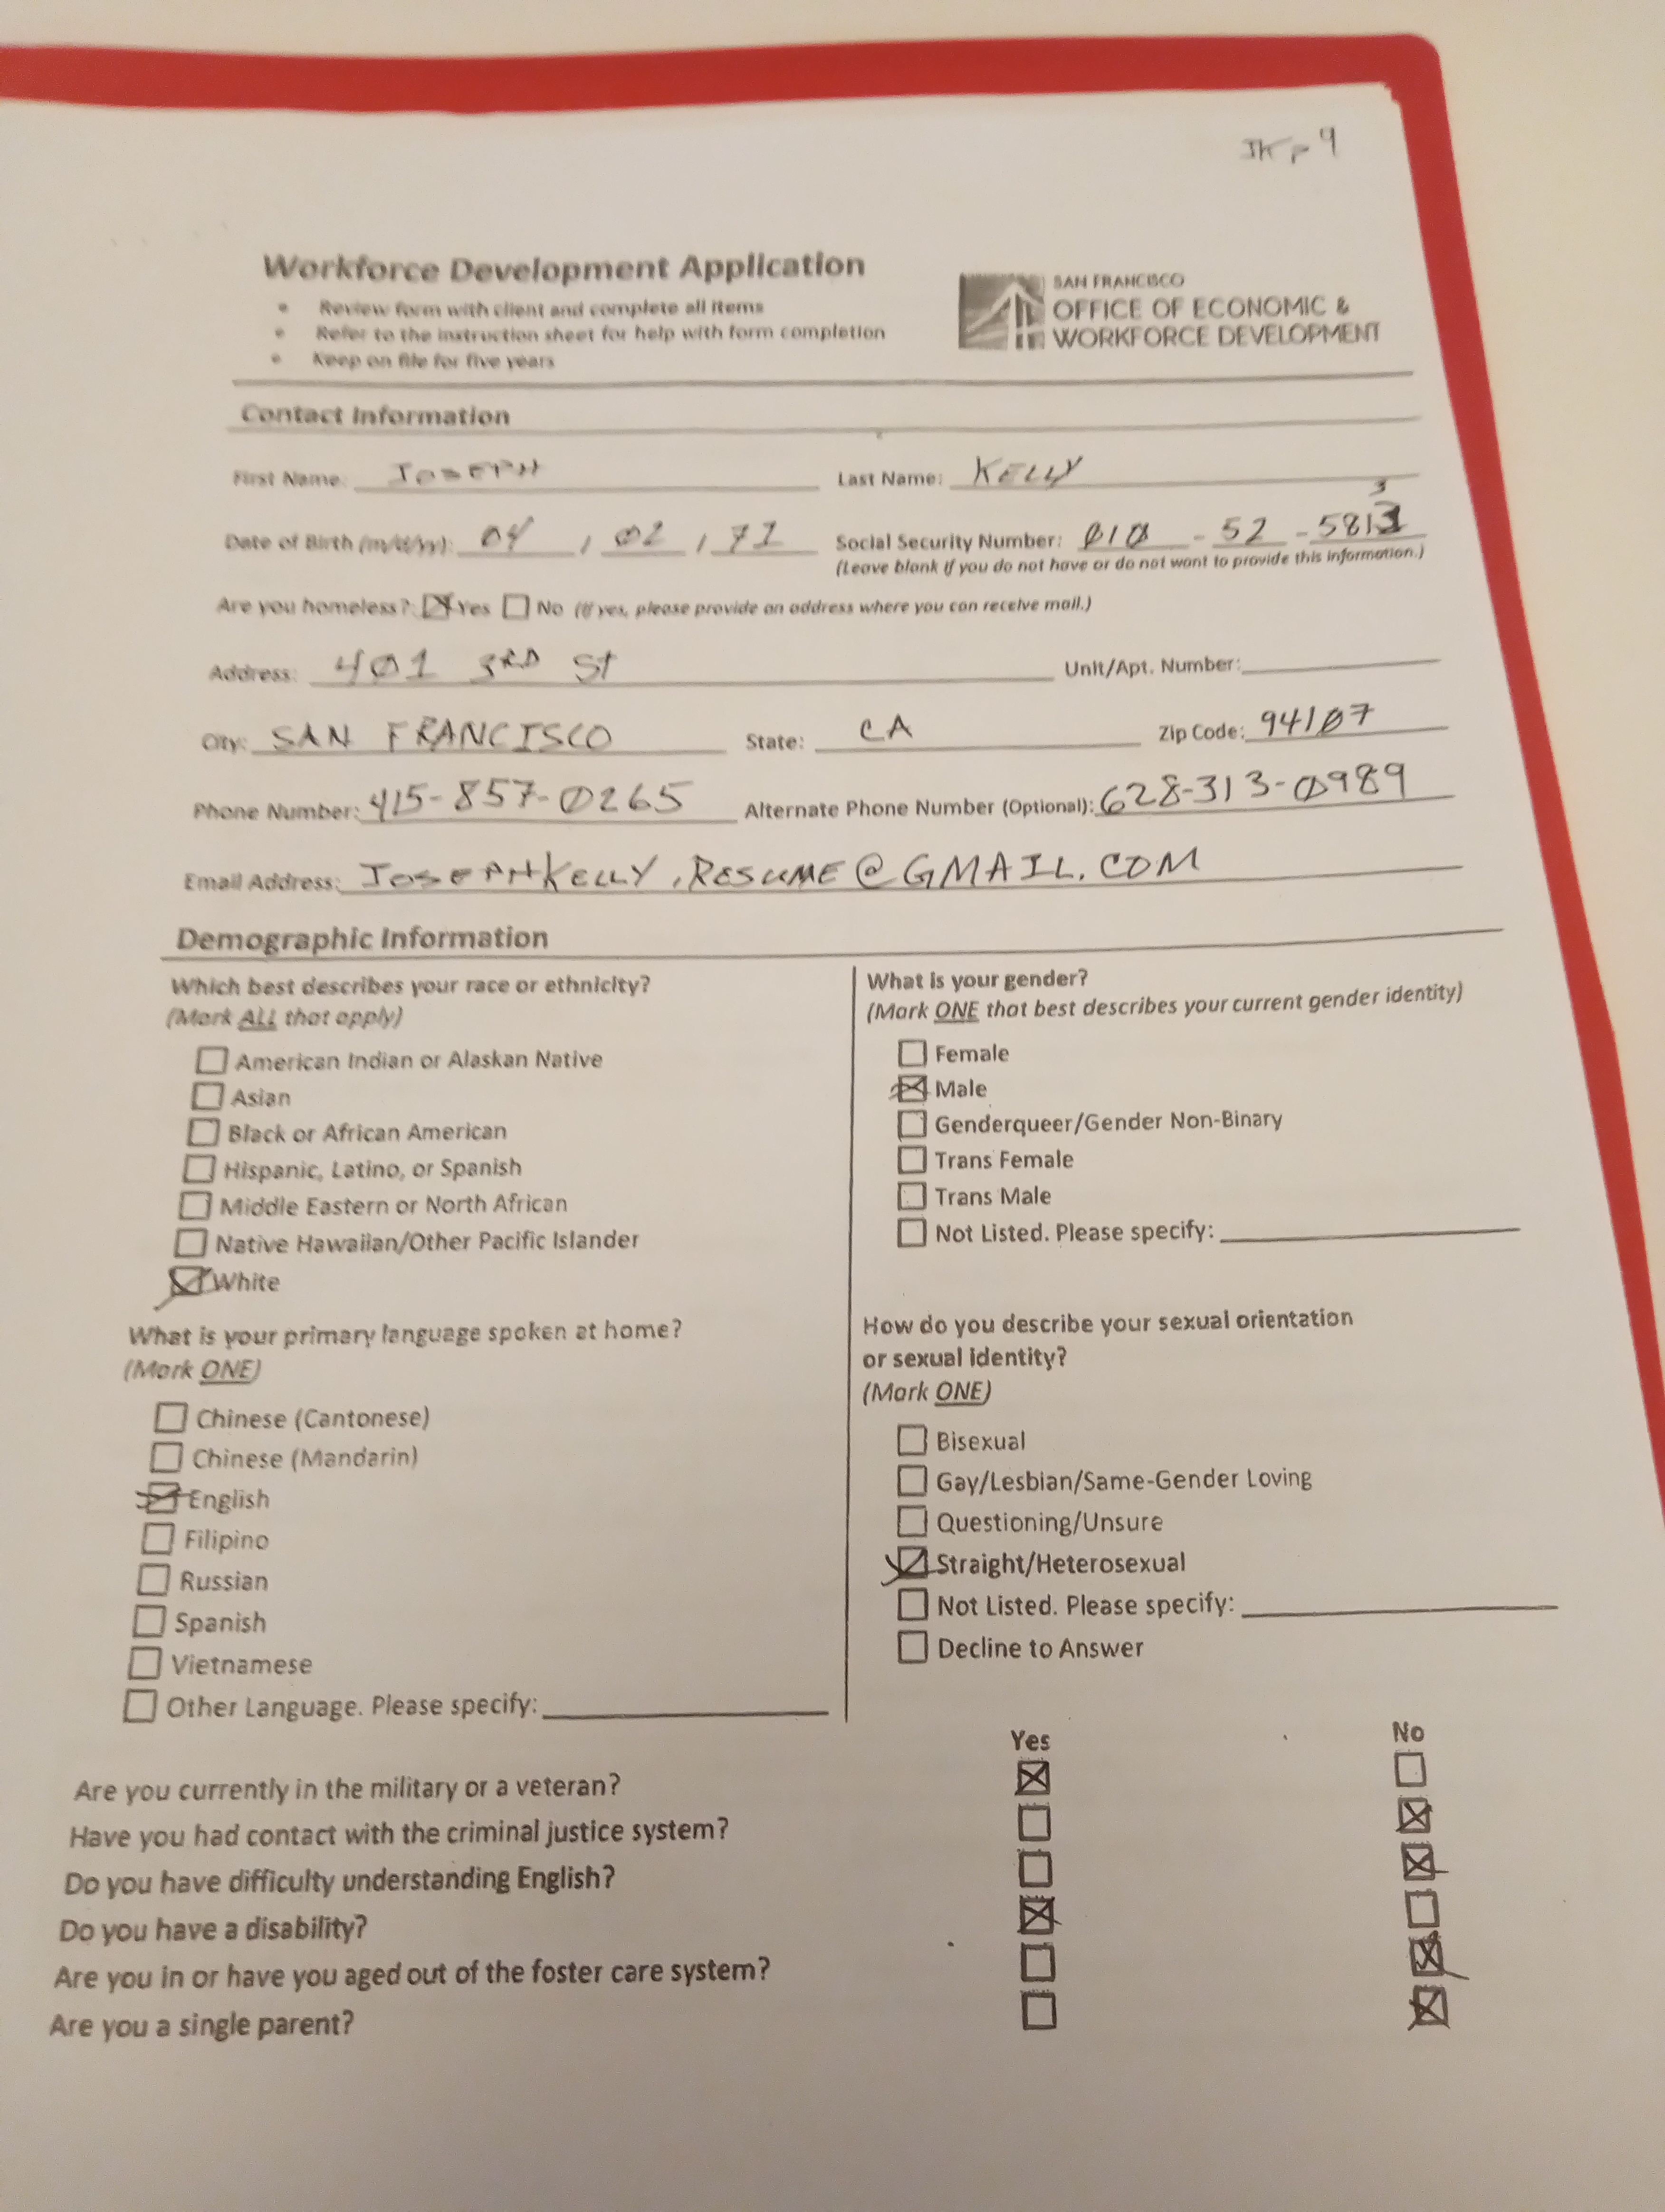 JKp9
Workforce Development Application
• Review form with client and complete all items
• Refer to the instruction sheet for help with form completion
• Keep on file for five years
SAN FRANCISCO
OFFICE OF ECONOMIC &
WORKFORCE DEVELOPMENT
Contact Information
First Name: JOSEPH Last Name: KELLY
3
Date of Birth (m/d/yy): 04 / 02 / 71 Social Security Number: 010 - 52 - 5813
(Leave blank if you do not have or do not want to provide this information.)
Are you homeless?: ☒ Yes ☐ No (If yes, please provide an address where you can receive mail.)
Address: 401 3RD St Unit/Apt. Number:
City: SAN FRANCISCO State: CA Zip Code: 94107
Phone Number: 415-857-0265 Alternate Phone Number (Optional): 628-313-0989
Email Address: JOSEPHKELLY.RESUME@GMAIL.COM
Demographic Information
Which best describes your race or ethnicity?
(Mark ALL that apply)
☐ American Indian or Alaskan Native
☐ Asian
☐ Black or African American
☐ Hispanic, Latino, or Spanish
☐ Middle Eastern or North African
☐ Native Hawaiian/Other Pacific Islander
☒ White
What is your primary language spoken at home?
(Mark ONE)
☐ Chinese (Cantonese)
☐ Chinese (Mandarin)
☒ English
☐ Filipino
☐ Russian
☐ Spanish
☐ Vietnamese
☐ Other Language. Please specify:
What is your gender?
(Mark ONE that best describes your current gender identity)
☐ Female
☒ Male
☐ Genderqueer/Gender Non-Binary
☐ Trans Female
☐ Trans Male
☐ Not Listed. Please specify:
How do you describe your sexual orientation
or sexual identity?
(Mark ONE)
☐ Bisexual
☐ Gay/Lesbian/Same-Gender Loving
☐ Questioning/Unsure
☒ Straight/Heterosexual
☐ Not Listed. Please specify:
☐ Decline to Answer
Yes No
Are you currently in the military or a veteran? ☒ ☐
Have you had contact with the criminal justice system? ☐ ☒
Do you have difficulty understanding English? ☐ ☒
Do you have a disability? ☒ ☐
Are you in or have you aged out of the foster care system? ☐ ☒
Are you a single parent? ☐ ☒